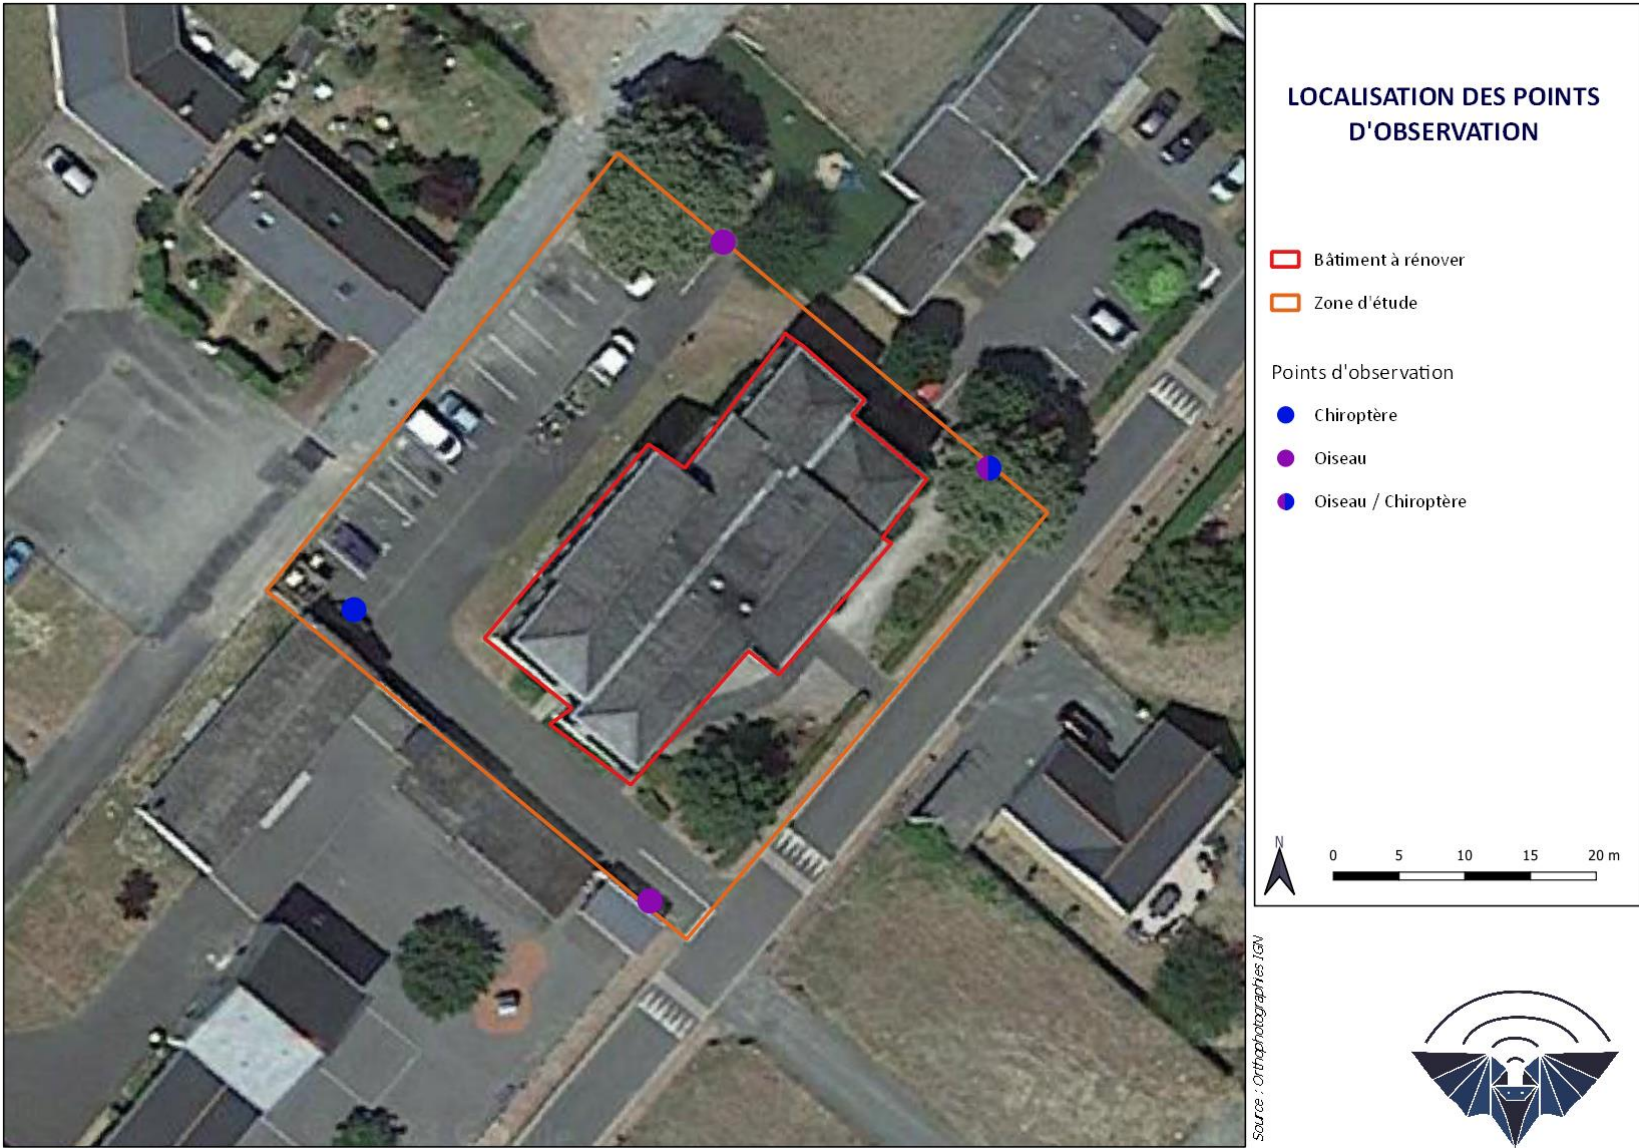 LOCALISATION DES POINTS
D'OBSERVATION
Bâtiment à rénover
Zone d'étude
Points d'observation
Chiroptère
Oiseau
Oiseau / Chiroptère
N
0 5 10 15 20 m
Source : Orthophotographies IGN